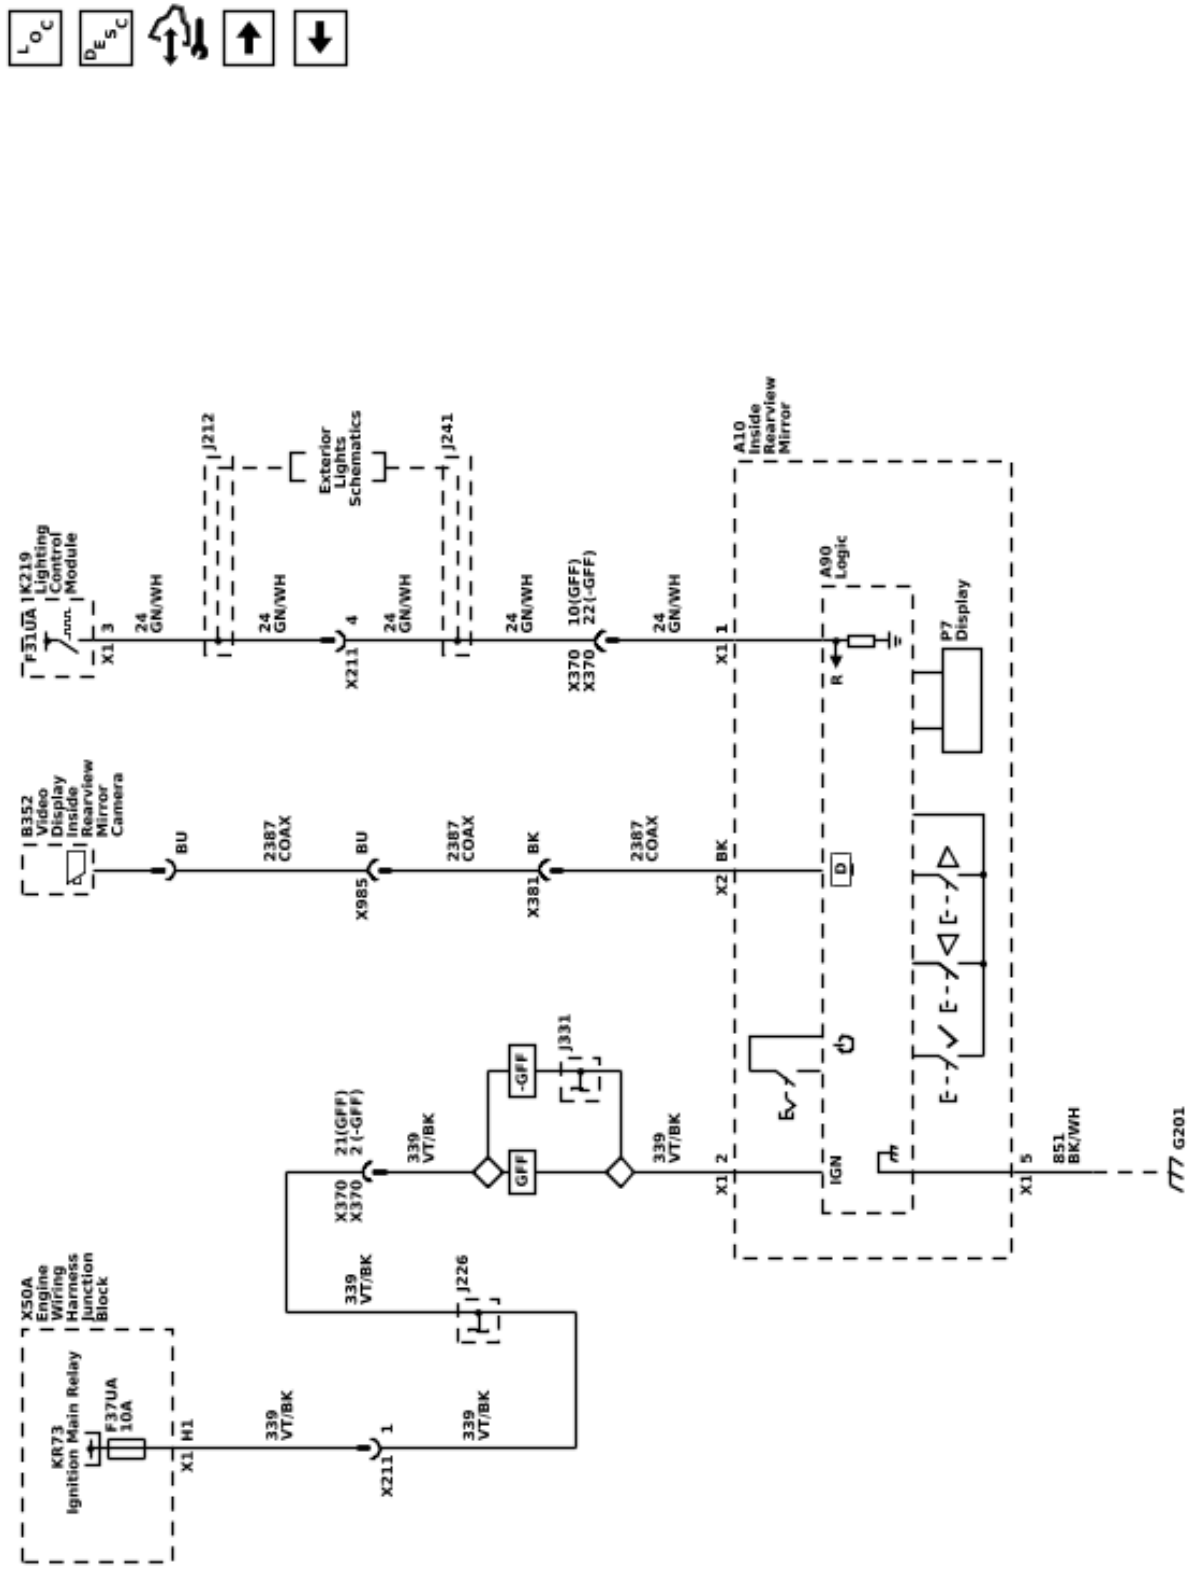 LOC
DESC
X50A
Engine
Wiring
Harness
Junction
Block
KR73
Ignition Main Relay
F37UA
10A
X1 H1
339
VT/BK
X211 1
339
VT/BK
J226
339
VT/BK
X370 21(GFF)
X370 2 (-GFF)
339
VT/BK
GFF
-GFF
J331
339
VT/BK
X1 2
B352
Video
Display
Inside
Rearview
Mirror
Camera
BU
2387
COAX
X985 BU
2387
COAX
X381 BK
2387
COAX
X2 BK
K219
Lighting
Control
Module
F31UA
X1 3
24
GN/WH
J212
24
GN/WH
Exterior
Lights
Schematics
X211 4
24
GN/WH
J241
24
GN/WH
X370 10(GFF)
X370 22 (-GFF)
24
GN/WH
X1 1
A10
Inside
Rearview
Mirror
A90
Logic
IGN
D
R
P7
Display
X1 5
851
BK/WH
G201